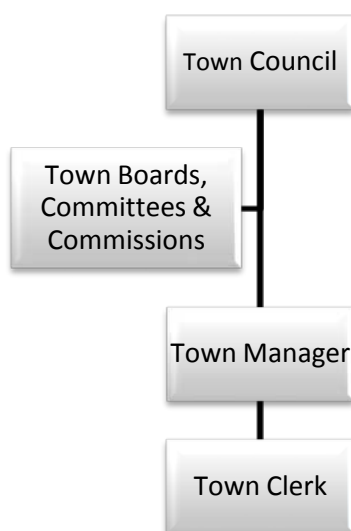 Town Council
Town Boards,
Committees &
Commissions
Town Manager
Town Clerk